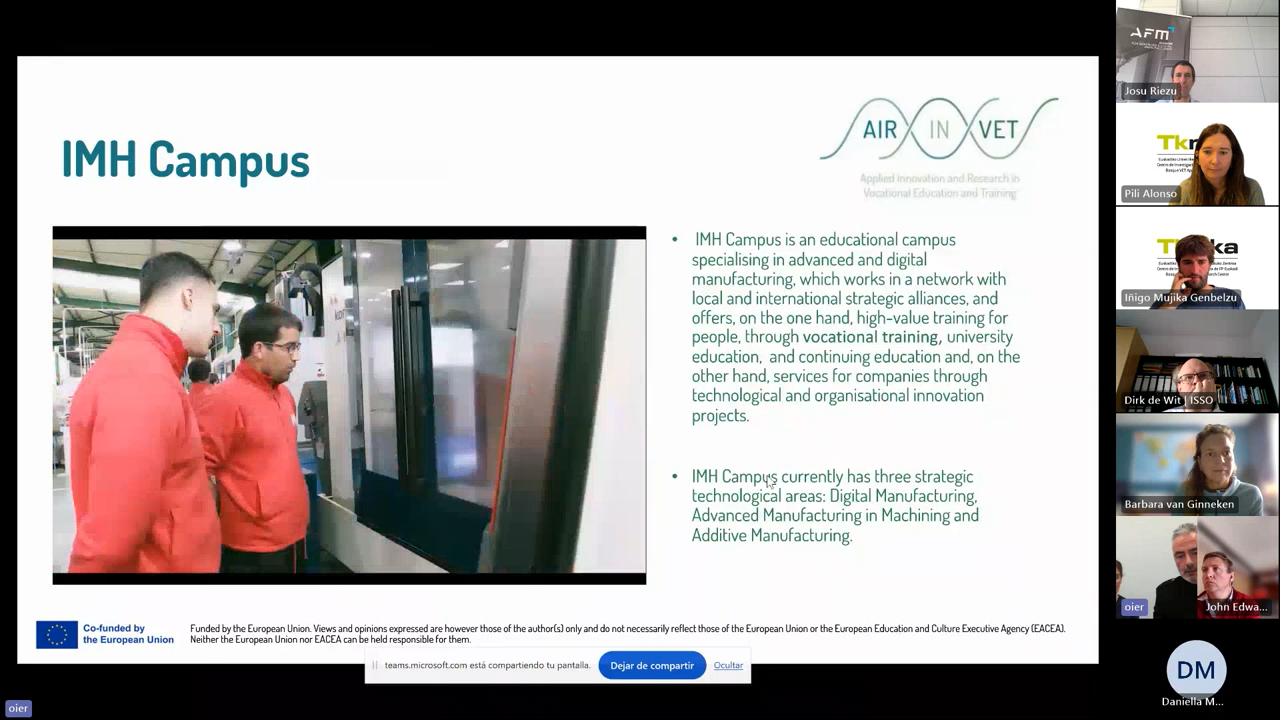 IMH Campus
AIR IN VET
Applied Innovation and Research in
Vocational Education and Training
• IMH Campus is an educational campus
specialising in advanced and digital
manufacturing, which works in a network with
local and international strategic alliances, and
offers, on the one hand, high-value training for
people, through vocational training, university
education, and continuing education and, on the
other hand, services for companies through
technological and organisational innovation
projects.
• IMH Campus currently has three strategic
technological areas: Digital Manufacturing,
Advanced Manufacturing in Machining and
Additive Manufacturing.
Co-funded by
the European Union
Funded by the European Union. Views and opinions expressed are however those of the author(s) only and do not necessarily reflect those of the European Union or the European Education and Culture Executive Agency (EACEA).
Neither the European Union nor EACEA can be held responsible for them.
teams.microsoft.com está compartiendo tu pantalla.
Dejar de compartir
Ocultar
oier
AFM
Josu Riezu
Pili Alonso
Iñigo Mujika Genbelzu
Dirk de Wit | ISSO
Barbara van Ginneken
oier
John Edwa...
DM
Daniella M...